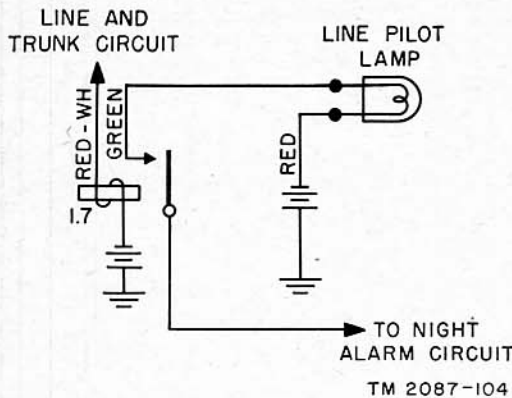 LINE AND
TRUNK CIRCUIT
LINE PILOT
LAMP
RED-WH
GREEN
RED
1.7
TO NIGHT
ALARM CIRCUIT
TM 2087-104